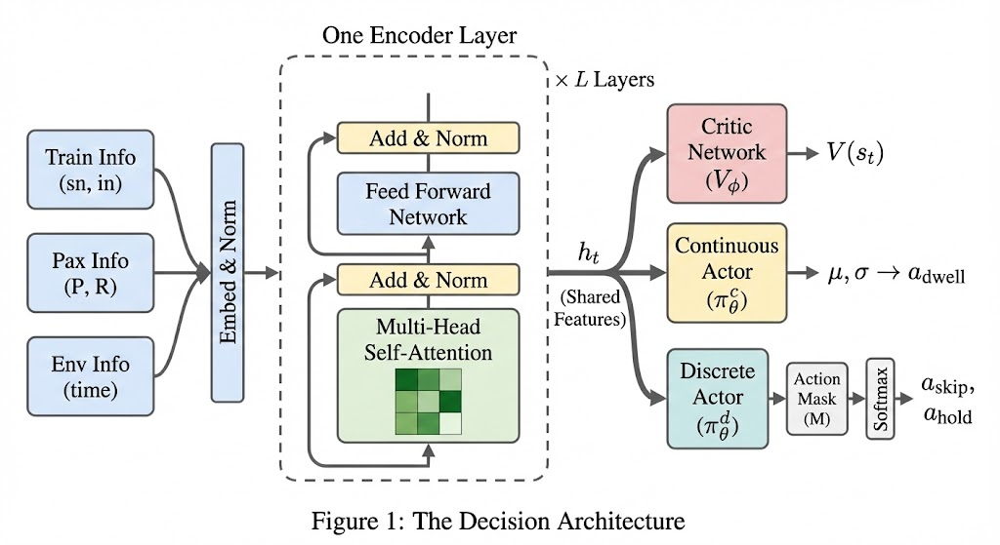 One Encoder Layer
× L Layers
Train Info
(sn, in)
Pax Info
(P, R)
Env Info
(time)
Embed & Norm
Add & Norm
Feed Forward
Network
Add & Norm
Multi-Head
Self-Attention
h_t
(Shared
Features)
Critic
Network
(V_ϕ)
V(s_t)
Continuous
Actor
(π_θ^c)
μ, σ → a_dwell
Discrete
Actor
(π_θ^d)
Action
Mask
(M)
Softmax
a_skip,
a_hold
Figure 1: The Decision Architecture